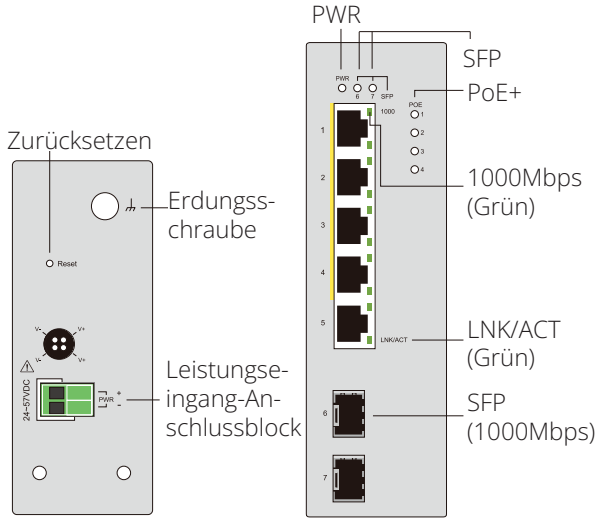 PWR
SFP
PWR
6
7
SFP
1000
POE
PoE+
1
2
3
4
1
2
3
4
5
1000Mbps
(Grün)
LNK/ACT
LNK/ACT
(Grün)
6
SFP
(1000Mbps)
7
Zurücksetzen
Erdungss-
chraube
Reset
V-
V+
V-
V+
24~57VDC
PWR
+
-
Leistungse-
ingang-An-
schlussblock